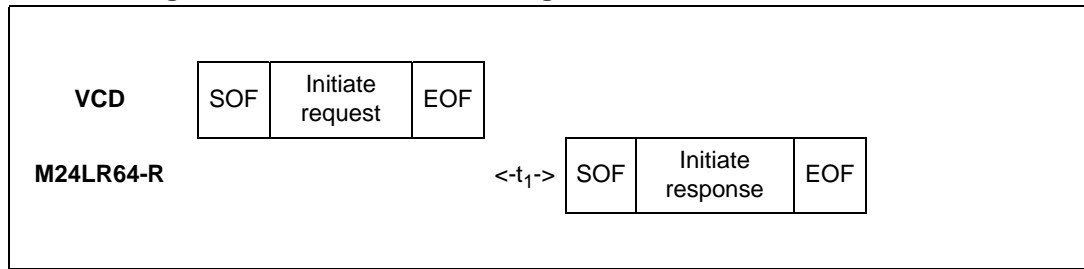 VCD SOF Initiate request EOF
M24LR64-R <-t1-> SOF Initiate response EOF